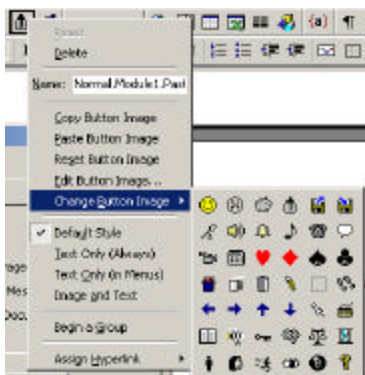 {a} ¶
Reset
Delete
Name: Normal.Module1.Past
Copy Button Image
Paste Button Image
Reset Button Image
Edit Button Image...
Change Button Image
Default Style
Text Only (Always)
Text Only (in Menus)
Image and Text
Begin a Group
Assign Hyperlink